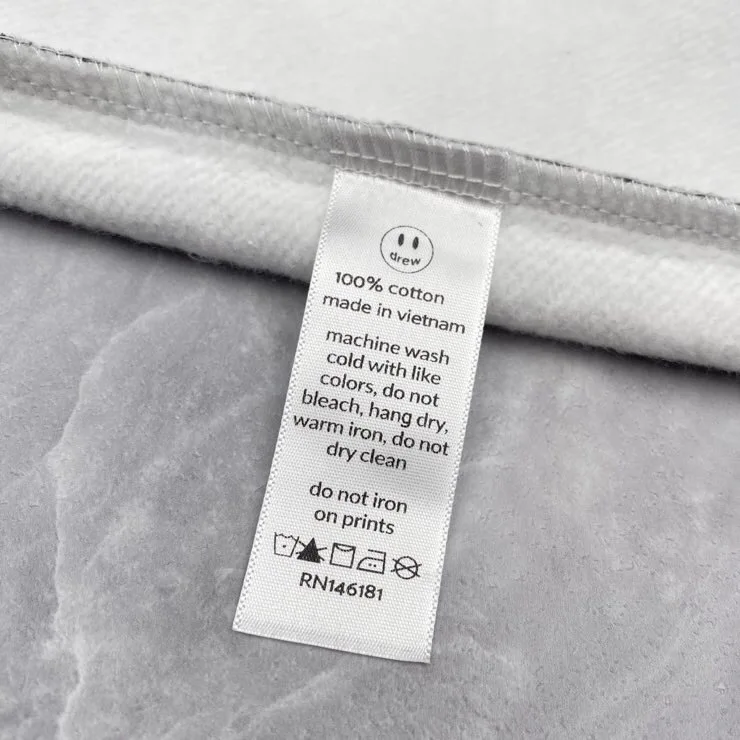 drew
100% cotton
made in vietnam
machine wash
cold with like
colors, do not
bleach, hang dry,
warm iron, do not
dry clean
do not iron
on prints
RN146181